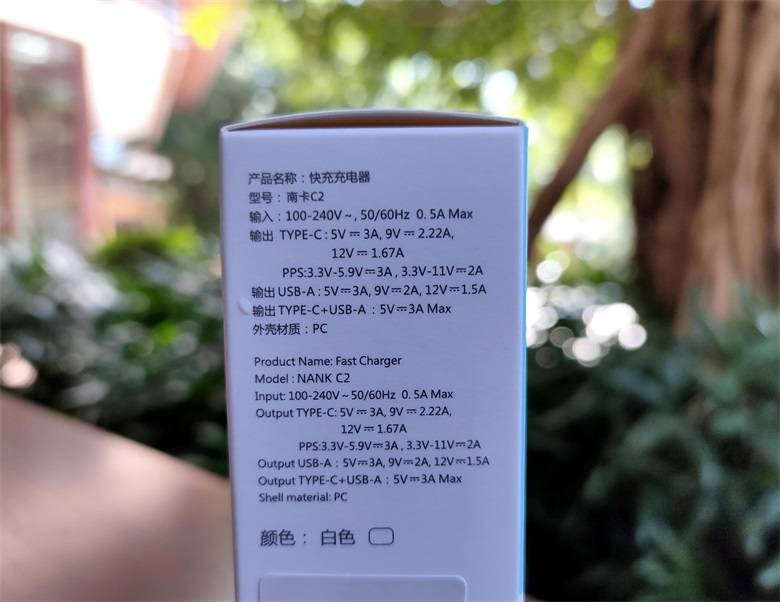 产品名称：快充充电器
型号：南卡C2
输入：100-240V~, 50/60Hz 0.5A Max
输出 TYPE-C: 5V⎓3A, 9V⎓2.22A,
12V⎓1.67A
PPS:3.3V-5.9V⎓3A , 3.3V-11V⎓2A
输出 USB-A : 5V⎓3A, 9V⎓2A, 12V⎓1.5A
输出 TYPE-C+USB-A : 5V⎓3A Max
外壳材质：PC
Product Name: Fast Charger
Model : NANK C2
Input: 100-240V~ 50/60Hz 0.5A Max
Output TYPE-C: 5V⎓3A, 9V⎓2.22A,
12V⎓1.67A
PPS:3.3V-5.9V⎓3A , 3.3V-11V⎓2A
Output USB-A : 5V⎓3A, 9V⎓2A, 12V⎓1.5A
Output TYPE-C+USB-A : 5V⎓3A Max
Shell material: PC
颜色：白色